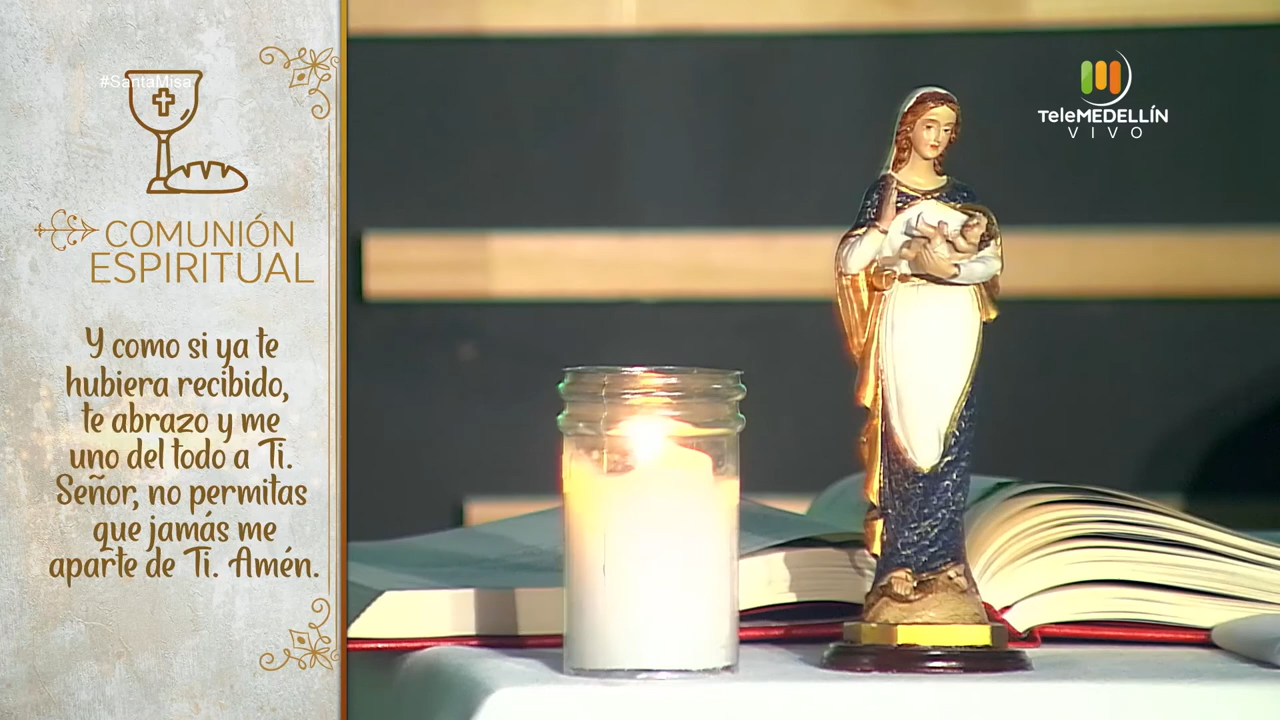 #SantaMisa
COMUNIÓN
ESPIRITUAL
Y como si ya te
hubiera recibido,
te abrazo y me
uno del todo a Ti.
Señor, no permitas
que jamás me
aparte de Ti. Amén.
TeleMEDELLÍN
VIVO